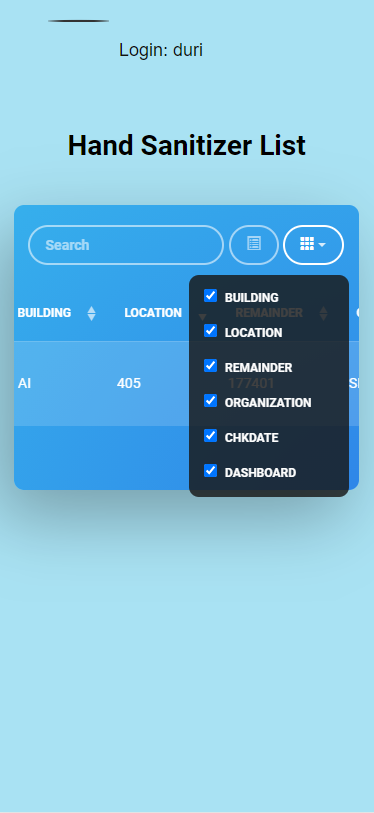 Login: duri
Hand Sanitizer List
Search
BUILDING LOCATION REMAINDER
AI 405 177401
BUILDING
LOCATION
REMAINDER
ORGANIZATION
CHKDATE
DASHBOARD